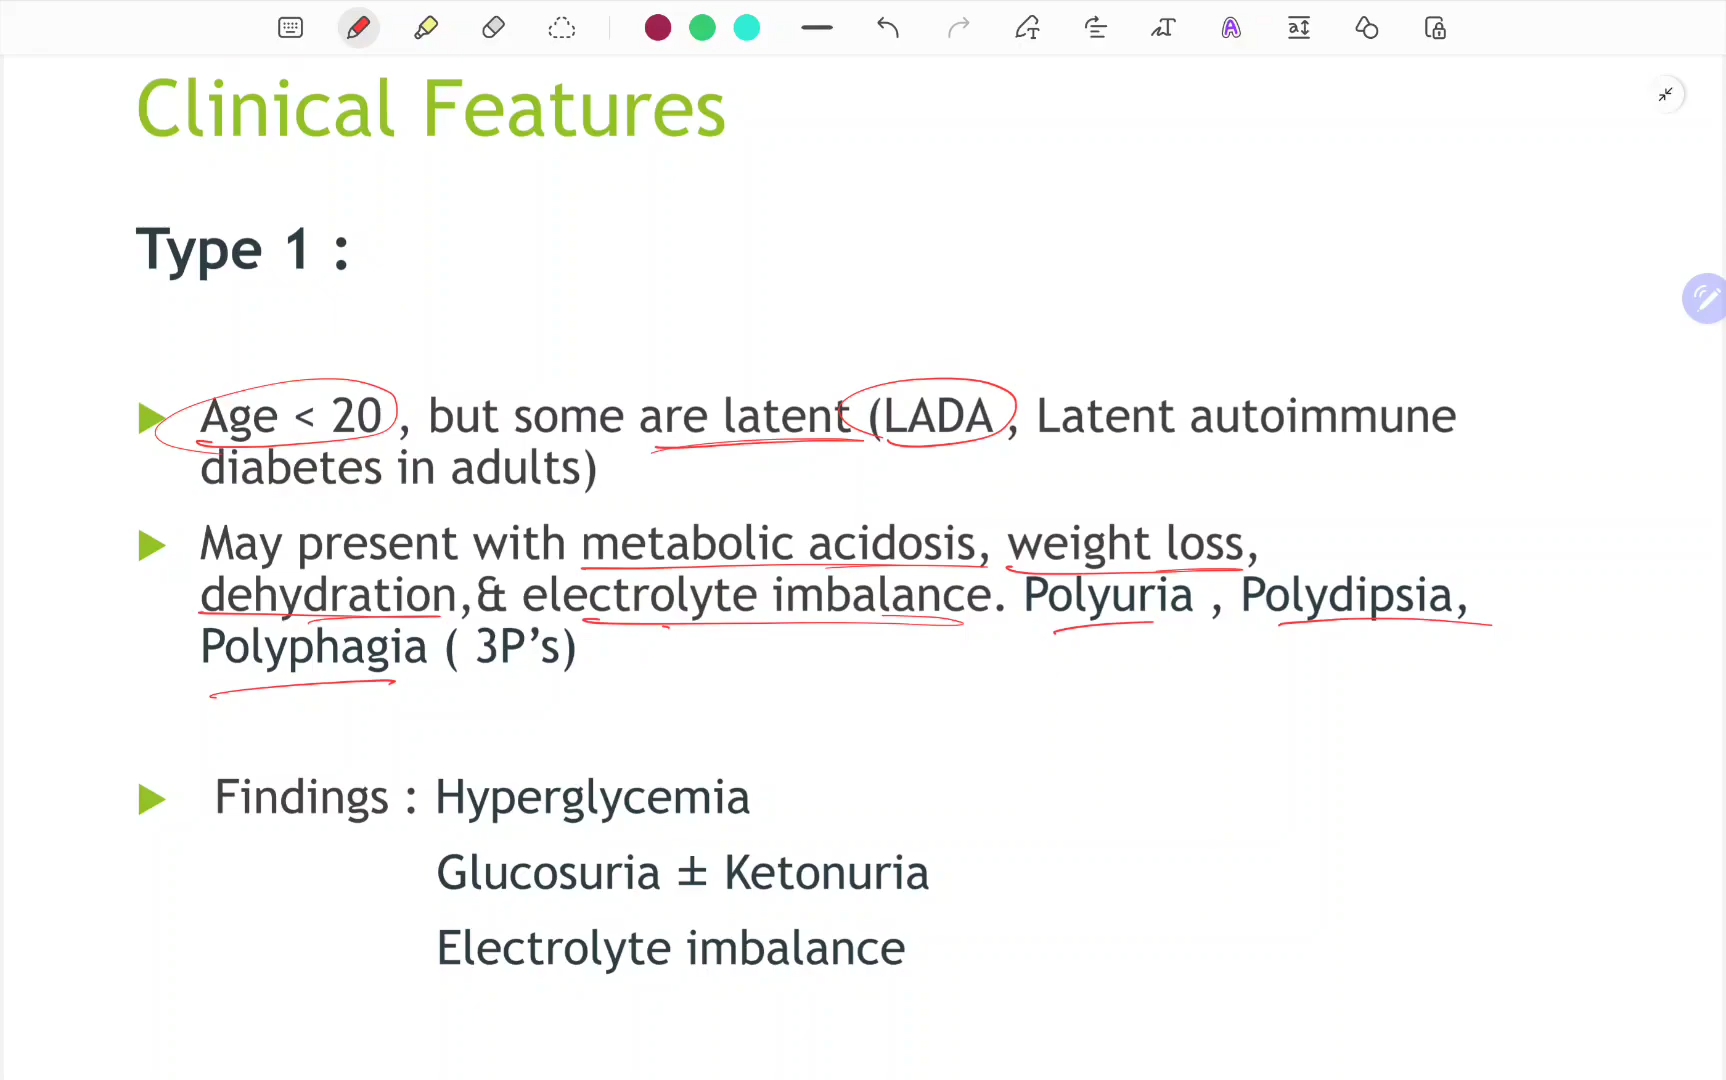 Clinical Features
Type 1 :
Age < 20 , but some are latent (LADA , Latent autoimmune
diabetes in adults)
May present with metabolic acidosis, weight loss,
dehydration,& electrolyte imbalance. Polyuria , Polydipsia,
Polyphagia ( 3P’s)
Findings : Hyperglycemia
Glucosuria ± Ketonuria
Electrolyte imbalance